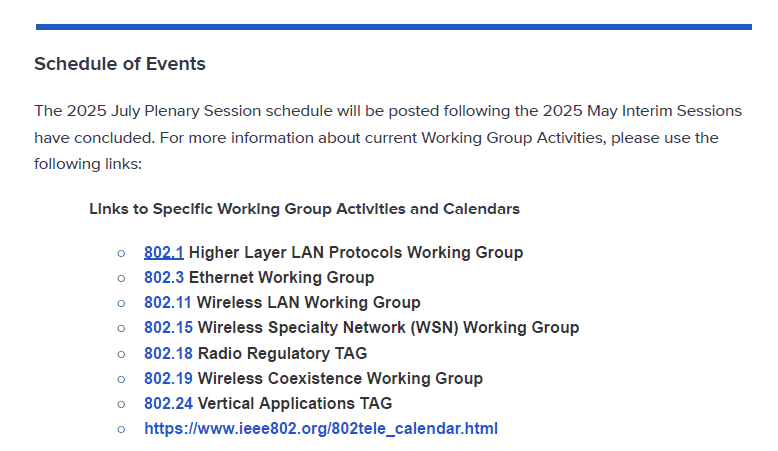 Schedule of Events
The 2025 July Plenary Session schedule will be posted following the 2025 May Interim Sessions
have concluded. For more information about current Working Group Activities, please use the
following links:
Links to Specific Working Group Activities and Calendars
802.1 Higher Layer LAN Protocols Working Group
802.3 Ethernet Working Group
802.11 Wireless LAN Working Group
802.15 Wireless Specialty Network (WSN) Working Group
802.18 Radio Regulatory TAG
802.19 Wireless Coexistence Working Group
802.24 Vertical Applications TAG
https://www.ieee802.org/802tele_calendar.html